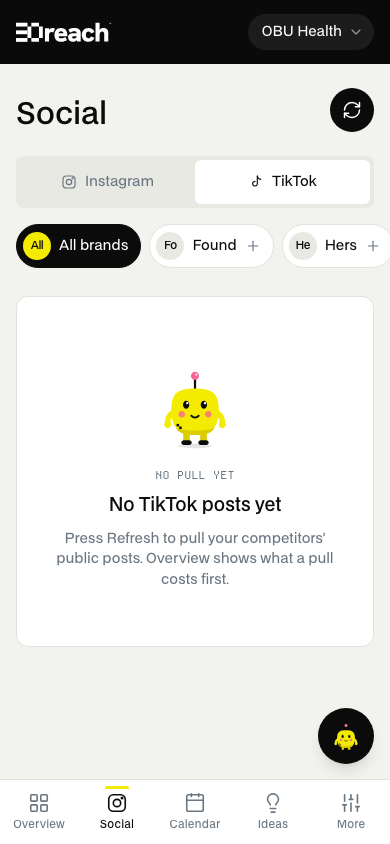 reach
OBU Health
Social
Instagram
TikTok
All All brands
Fo Found +
He Hers +
NO PULL YET
No TikTok posts yet
Press Refresh to pull your competitors'
public posts. Overview shows what a pull
costs first.
Overview
Social
Calendar
Ideas
More